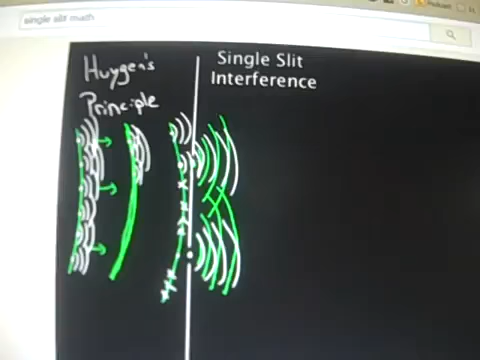 single slit math
Huygen's
Principle
Single Slit
Interference